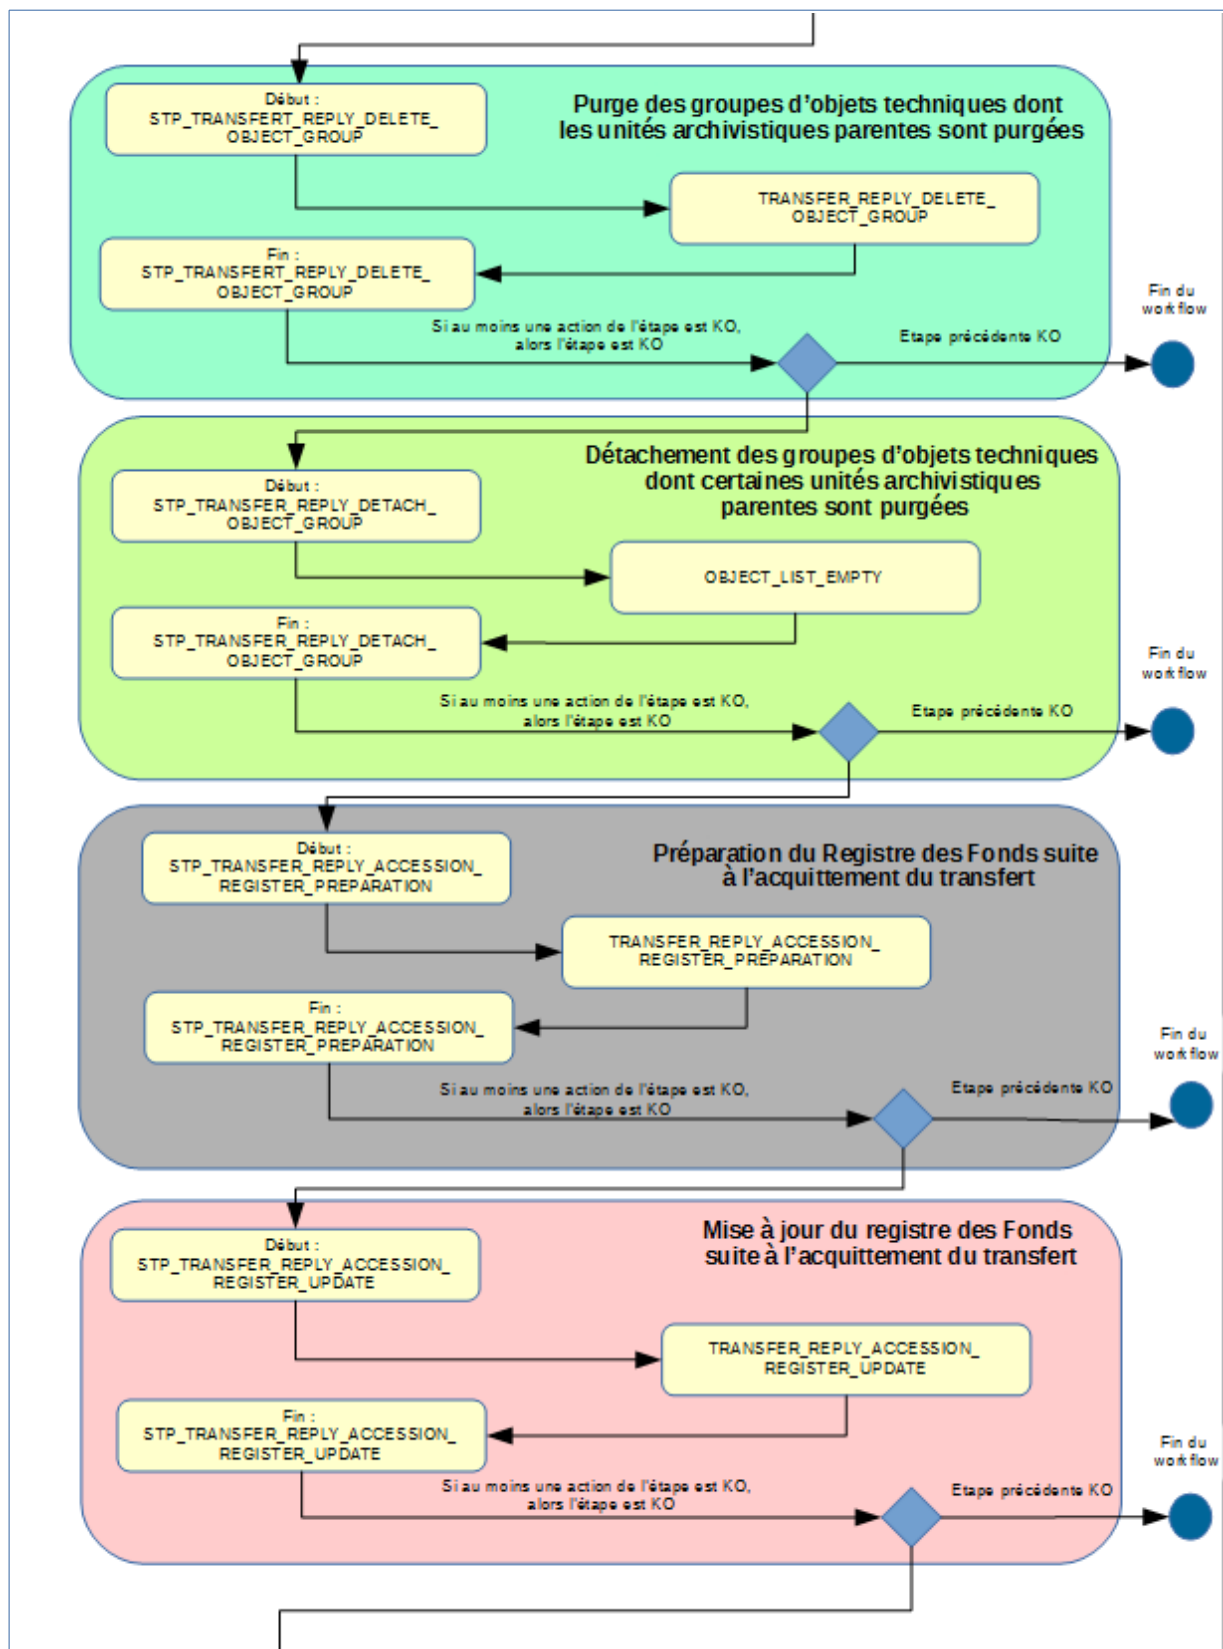 Début :
STP_TRANSFERT_REPLY_DELETE_
OBJECT_GROUP
Purge des groupes d'objets techniques dont
les unités archivistiques parentes sont purgées
TRANSFER_REPLY_DELETE_
OBJECT_GROUP
Fin :
STP_TRANSFERT_REPLY_DELETE_
OBJECT_GROUP
Si au moins une action de l'étape est KO,
alors l'étape est KO
Etape précédente KO
Fin du
workflow
Détachement des groupes d'objets techniques
dont certaines unités archivistiques
parentes sont purgées
Début :
STP_TRANSFER_REPLY_DETACH_
OBJECT_GROUP
OBJECT_LIST_EMPTY
Fin :
STP_TRANSFER_REPLY_DETACH_
OBJECT_GROUP
Si au moins une action de l'étape est KO,
alors l'étape est KO
Etape précédente KO
Fin du
workflow
Préparation du Registre des Fonds suite
à l'acquittement du transfert
Début :
STP_TRANSFER_REPLY_ACCESSION_
REGISTER_PREPARATION
TRANSFER_REPLY_ACCESSION_
REGISTER_PREPARATION
Fin :
STP_TRANSFER_REPLY_ACCESSION_
REGISTER_PREPARATION
Si au moins une action de l'étape est KO,
alors l'étape est KO
Etape précédente KO
Fin du
workflow
Mise à jour du registre des Fonds
suite à l'acquittement du transfert
Début :
STP_TRANSFER_REPLY_ACCESSION_
REGISTER_UPDATE
TRANSFER_REPLY_ACCESSION_
REGISTER_UPDATE
Fin :
STP_TRANSFER_REPLY_ACCESSION_
REGISTER_UPDATE
Si au moins une action de l'étape est KO,
alors l'étape est KO
Etape précédente KO
Fin du
workflow